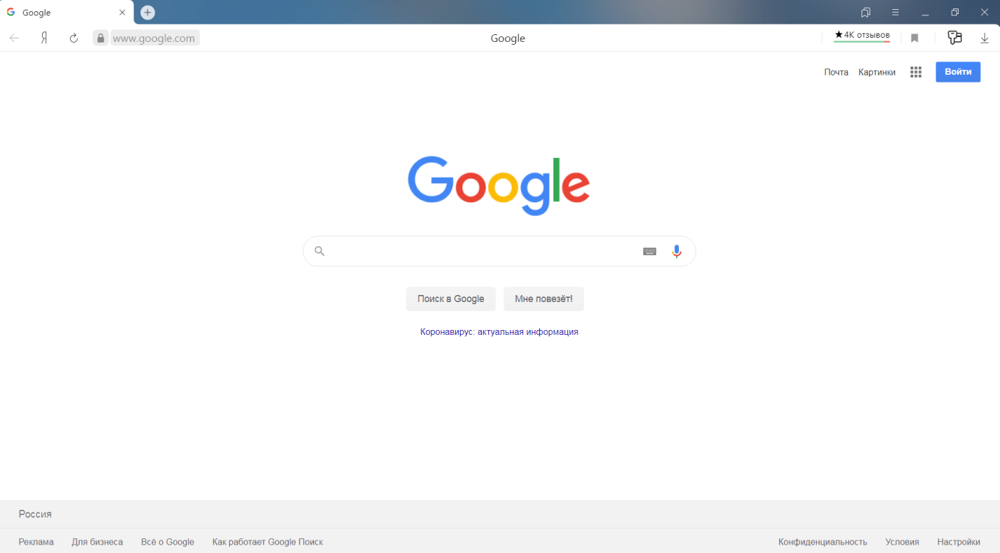 Google
www.google.com
Google
★4K отзывов
Почта Картинки Войти
Google
Поиск в Google Мне повезёт!
Коронавирус: актуальная информация
Россия
Реклама Для бизнеса Всё о Google Как работает Google Поиск Конфиденциальность Условия Настройки